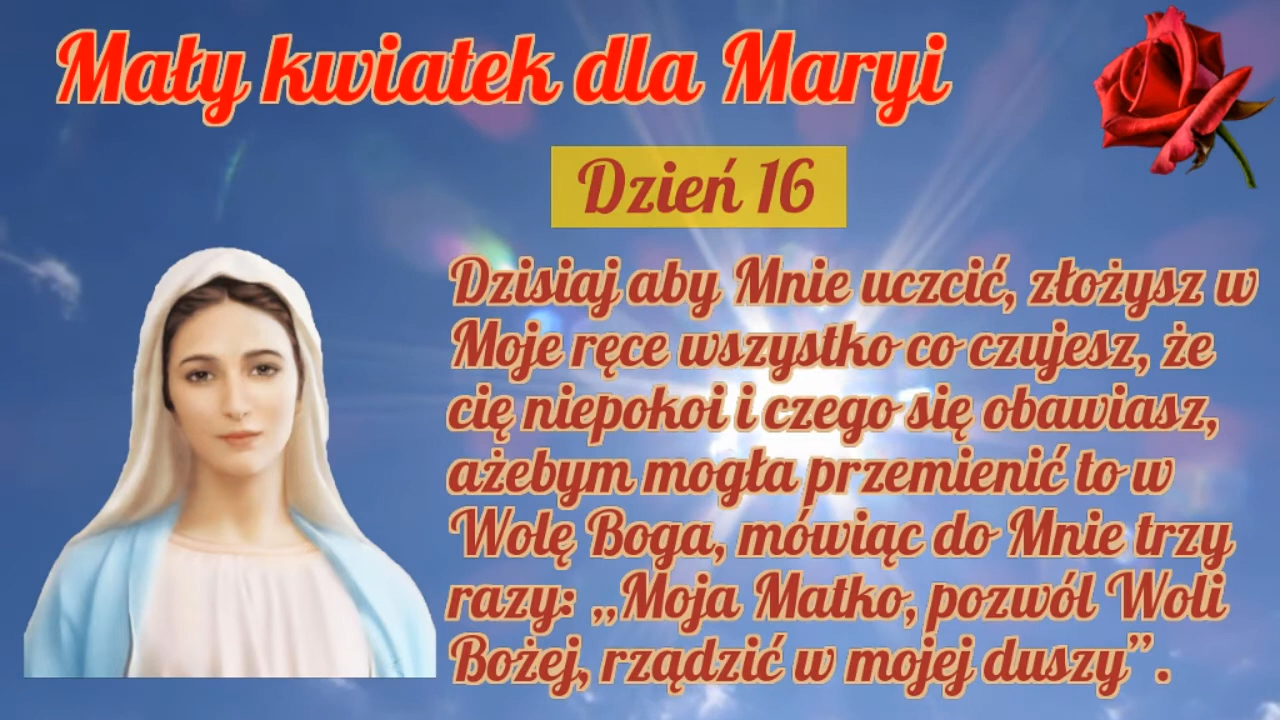 Mały kwiatek dla Maryi
Dzień 16
Dzisiaj aby Mnie uczcić, złożysz w
Moje ręce wszystko co czujesz, że
cię niepokoi i czego się obawiasz,
ażebym mogła przemienić to w
Wolę Boga, mówiąc do Mnie trzy
razy: „Moja Matko, pozwól Woli
Bożej, rządzić w mojej duszy”.